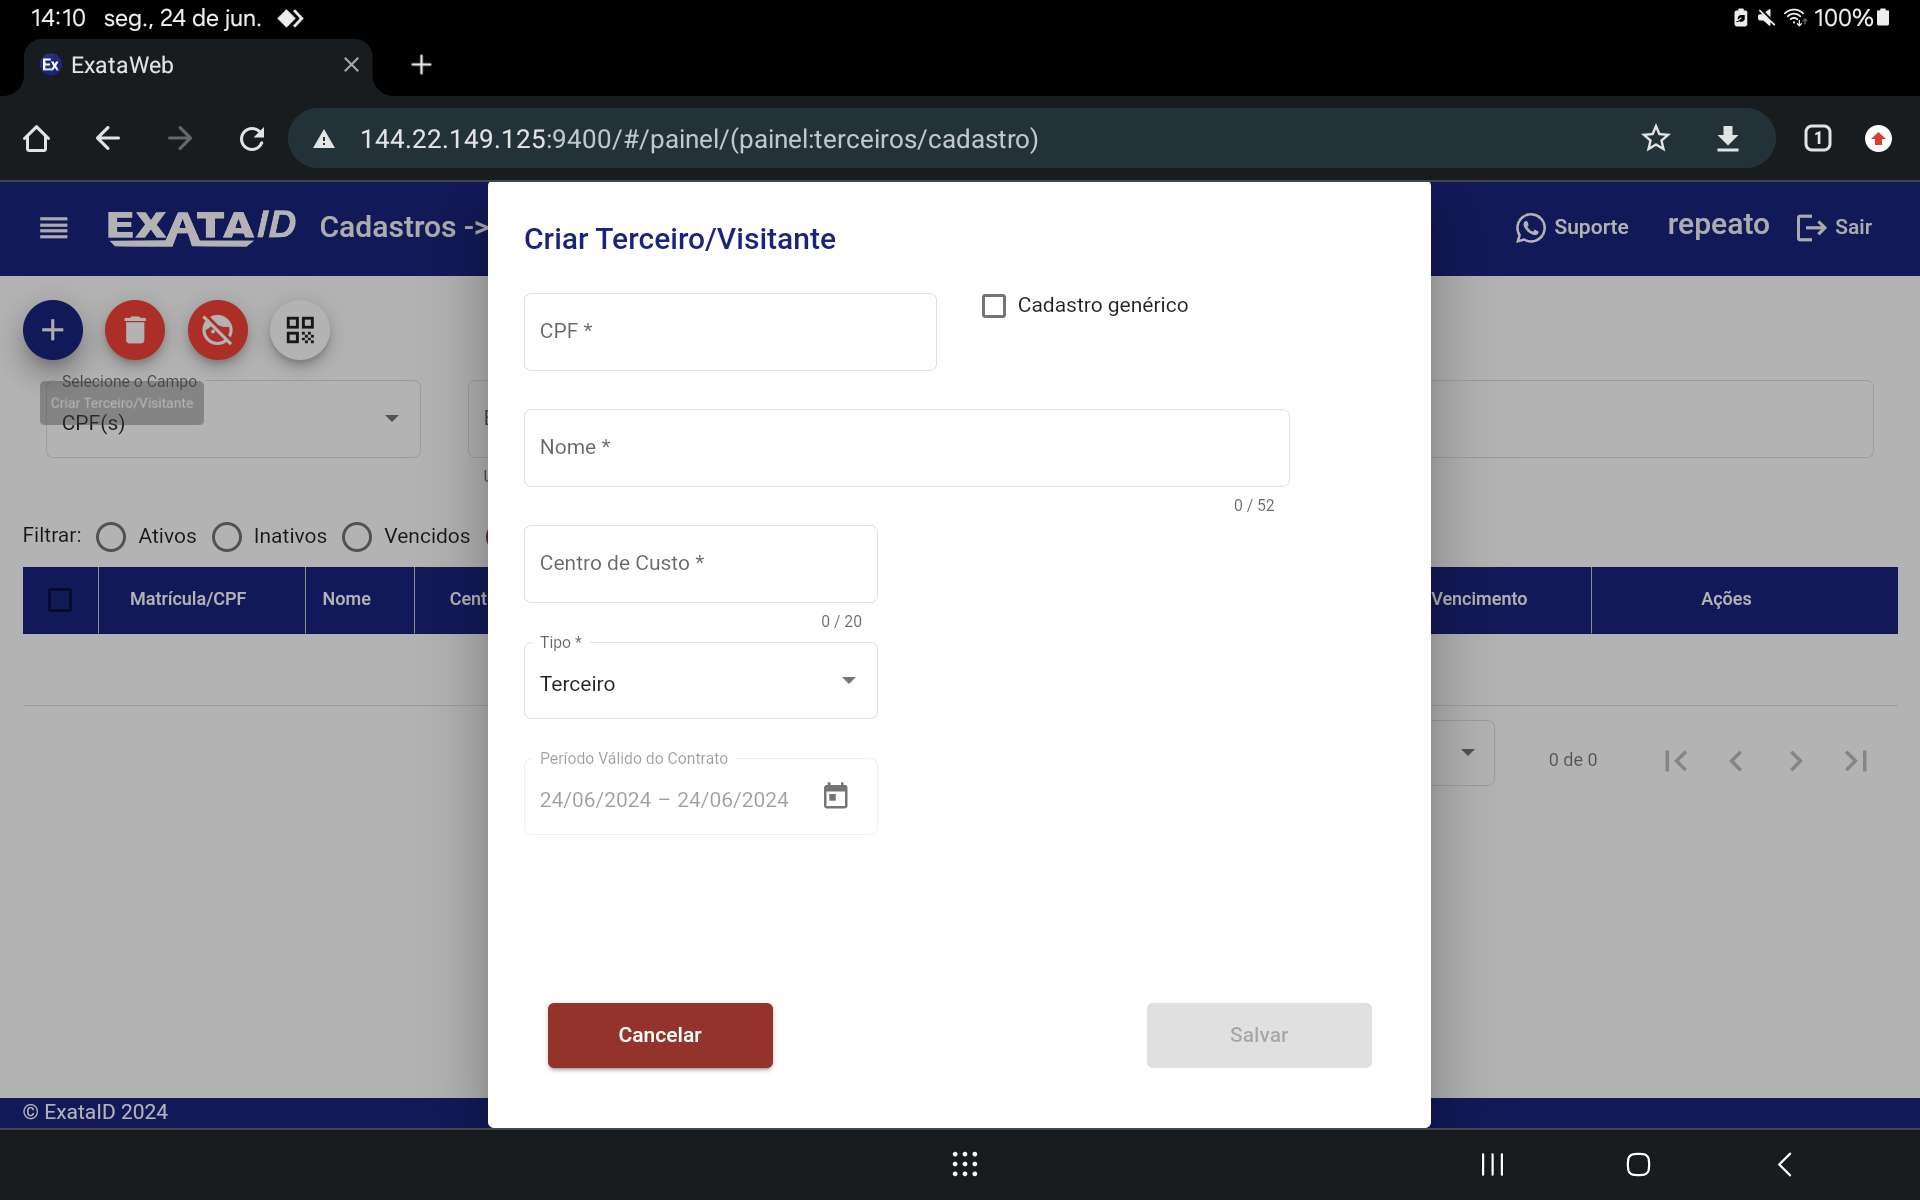 14:10 seg., 24 de jun. 100%
Ex ExataWeb
144.22.149.125:9400/#/painel/(painel:terceiros/cadastro) 1
EXATAID Cadastros -> Suporte repeato Sair
Criar Terceiro/Visitante
CPF *
Cadastro genérico
Selecione o Campo
Criar Terceiro/Visitante
CPF(s)
Nome *
0 / 52
Filtrar: Ativos Inativos Vencidos
Centro de Custo *
0 / 20
Matrícula/CPF Nome Cent Vencimento Ações
Tipo *
Terceiro
Período Válido do Contrato
24/06/2024 – 24/06/2024
0 de 0
Cancelar Salvar
© ExataID 2024